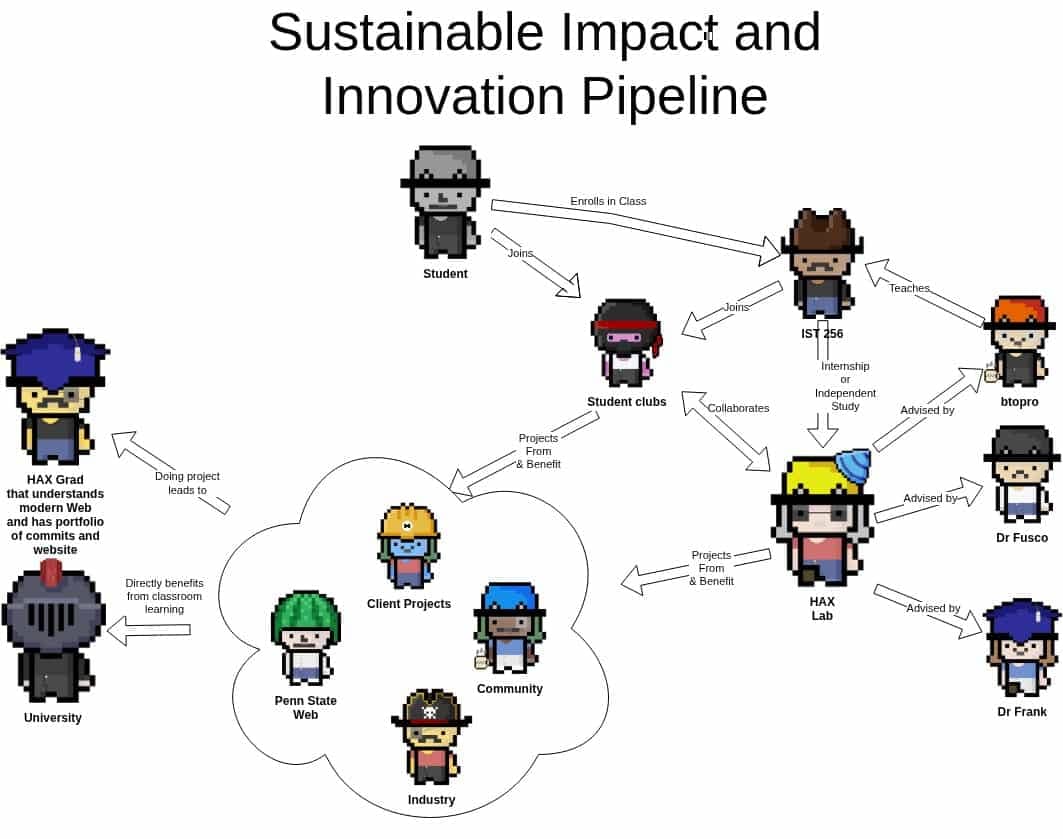 Sustainable Impact and
Innovation Pipeline
Enrolls in Class
Student
Joins
Joins
Teaches
IST 256
Student clubs
btopro
Internship
or
Independent
Study
Collaborates
Advised by
Projects
From
& Benefit
HAX Grad
that understands
modern Web
and has portfolio
of commits and
website
Doing project
leads to
Advised by
Dr Fusco
Projects
From
& Benefit
Directly benefits
from classroom
learning
Client Projects
HAX
Lab
Advised by
Community
Penn State
Web
University
Dr Frank
Industry